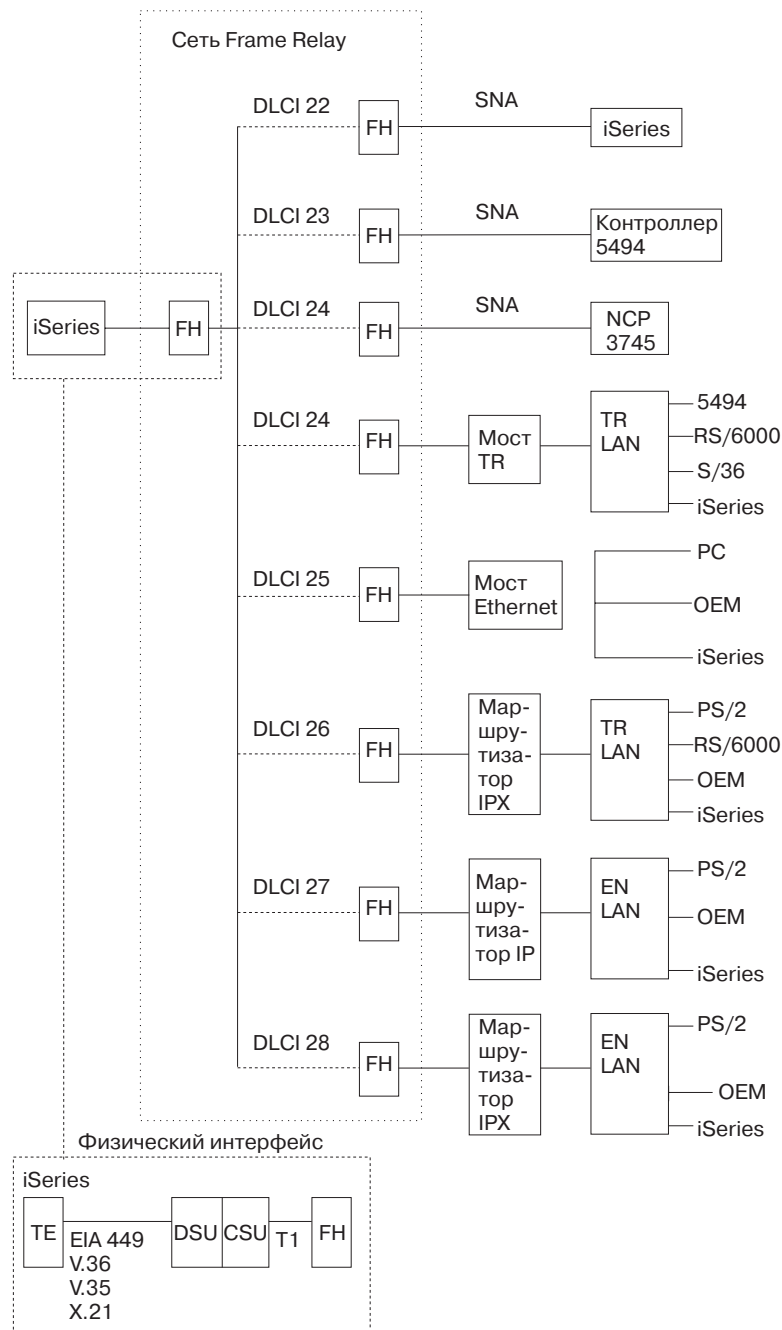 Сеть Frame Relay
DLCI 22
FH
SNA
iSeries
DLCI 23
FH
SNA
Контроллер
5494
iSeries
FH
DLCI 24
FH
SNA
NCP
3745
DLCI 24
FH
Мост
TR
TR
LAN
5494
RS/6000
S/36
iSeries
DLCI 25
FH
Мост
Ethernet
PC
OEM
iSeries
DLCI 26
FH
Мар-
шру-
тиза-
тор
IPX
TR
LAN
PS/2
RS/6000
OEM
iSeries
DLCI 27
FH
Мар-
шру-
тиза-
тор IP
EN
LAN
PS/2
OEM
iSeries
DLCI 28
FH
Мар-
шру-
тиза-
тор
IPX
EN
LAN
PS/2
OEM
iSeries
Физический интерфейс
iSeries
TE
EIA 449
V.36
V.35
X.21
DSU
CSU
T1
FH